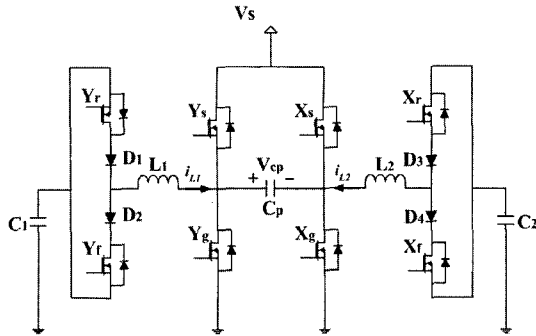 Vs
Yr
Ys
Xs
Xr
D1
L1
iL1
Vcp
iL2
L2
D3
+
−
C1
D2
Cp
D4
C2
Yf
Yg
Xg
Xf